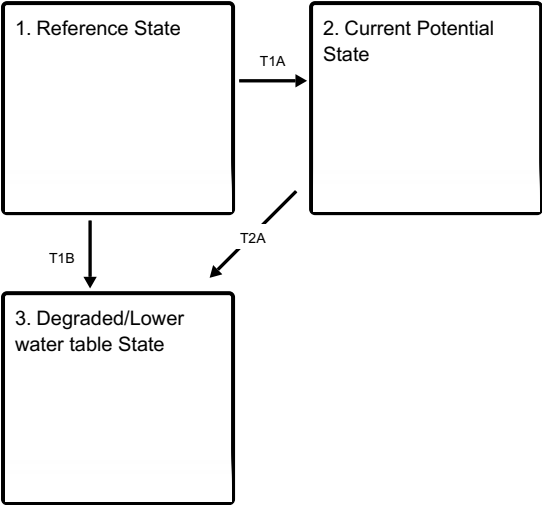 1. Reference State
2. Current Potential
State
T1A
T1B
T2A
3. Degraded/Lower
water table State